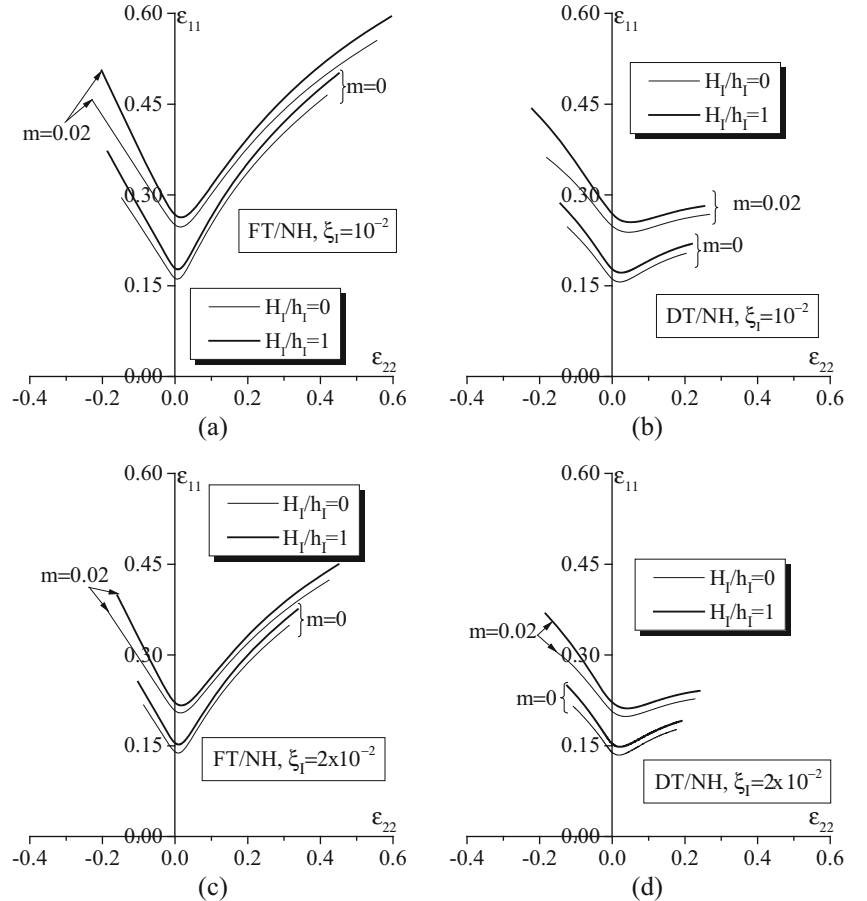 ε11
0.60
0.45
0.30
0.15
0.00
m=0.02
}m=0
FT/NH, ξI=10⁻²
HI/hI=0
HI/hI=1
ε22
-0.4 -0.2 0.0 0.2 0.4 0.6
(a)
ε11
0.60
0.45
0.30
0.15
0.00
HI/hI=0
HI/hI=1
} m=0.02
}m=0
DT/NH, ξI=10⁻²
ε22
-0.4 -0.2 0.0 0.2 0.4 0.6
(b)
ε11
0.60
0.45
0.30
0.15
0.00
HI/hI=0
HI/hI=1
m=0.02
}m=0
FT/NH, ξI=2x10⁻²
ε22
-0.4 -0.2 0.0 0.2 0.4 0.6
(c)
ε11
0.60
0.45
0.30
0.15
0.00
HI/hI=0
HI/hI=1
m=0.02
m=0{
DT/NH, ξI=2x10⁻²
ε22
-0.4 -0.2 0.0 0.2 0.4 0.6
(d)